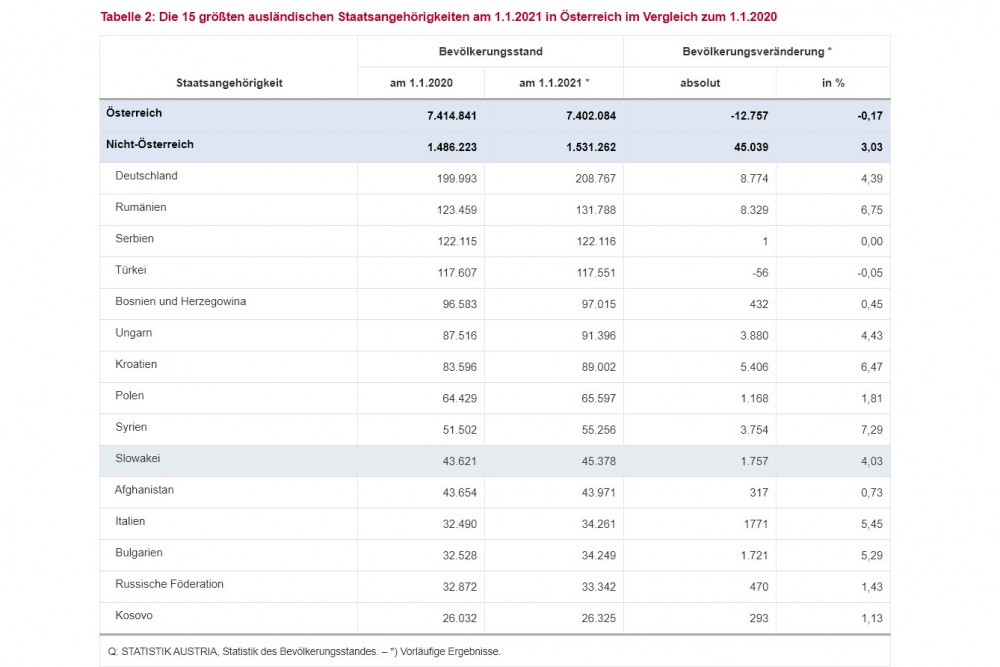 Tabelle 2: Die 15 größten ausländischen Staatsangehörigkeiten am 1.1.2021 in Österreich im Vergleich zum 1.1.2020
Bevölkerungsstand Bevölkerungsveränderung *
Staatsangehörigkeit am 1.1.2020 am 1.1.2021 * absolut in %
Österreich 7.414.841 7.402.084 -12.757 -0,17
Nicht-Österreich 1.486.223 1.531.262 45.039 3,03
Deutschland 199.993 208.767 8.774 4,39
Rumänien 123.459 131.788 8.329 6,75
Serbien 122.115 122.116 1 0,00
Türkei 117.607 117.551 -56 -0,05
Bosnien und Herzegowina 96.583 97.015 432 0,45
Ungarn 87.516 91.396 3.880 4,43
Kroatien 83.596 89.002 5.406 6,47
Polen 64.429 65.597 1.168 1,81
Syrien 51.502 55.256 3.754 7,29
Slowakei 43.621 45.378 1.757 4,03
Afghanistan 43.654 43.971 317 0,73
Italien 32.490 34.261 1771 5,45
Bulgarien 32.528 34.249 1.721 5,29
Russische Föderation 32.872 33.342 470 1,43
Kosovo 26.032 26.325 293 1,13
Q: STATISTIK AUSTRIA, Statistik des Bevölkerungsstandes. – *) Vorläufige Ergebnisse.